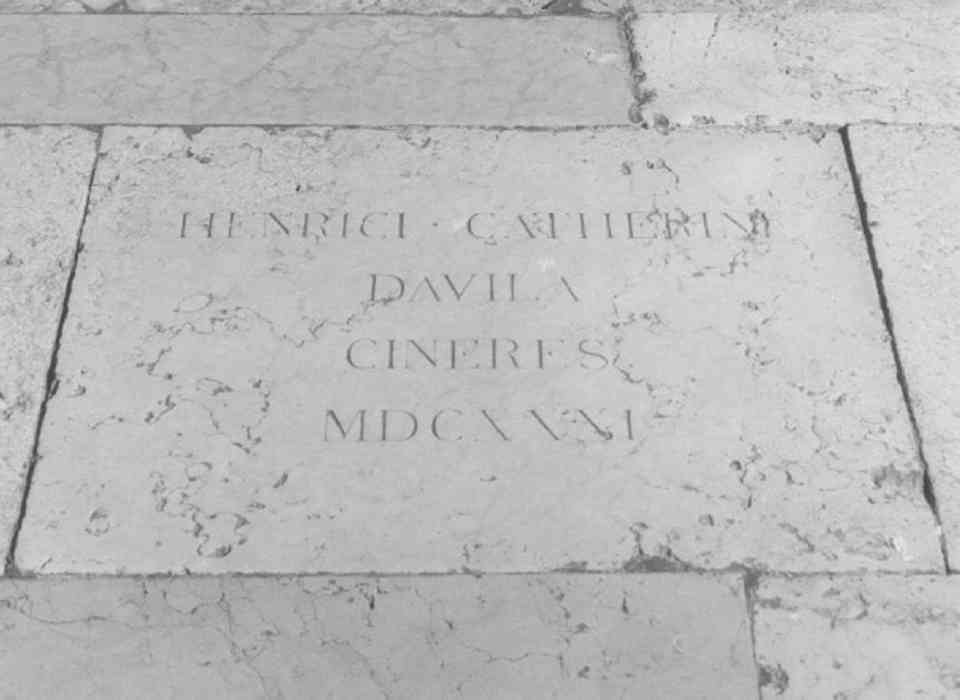 HENRICI · CATHERINI
DAVILA
CINERES
MDCXXXI